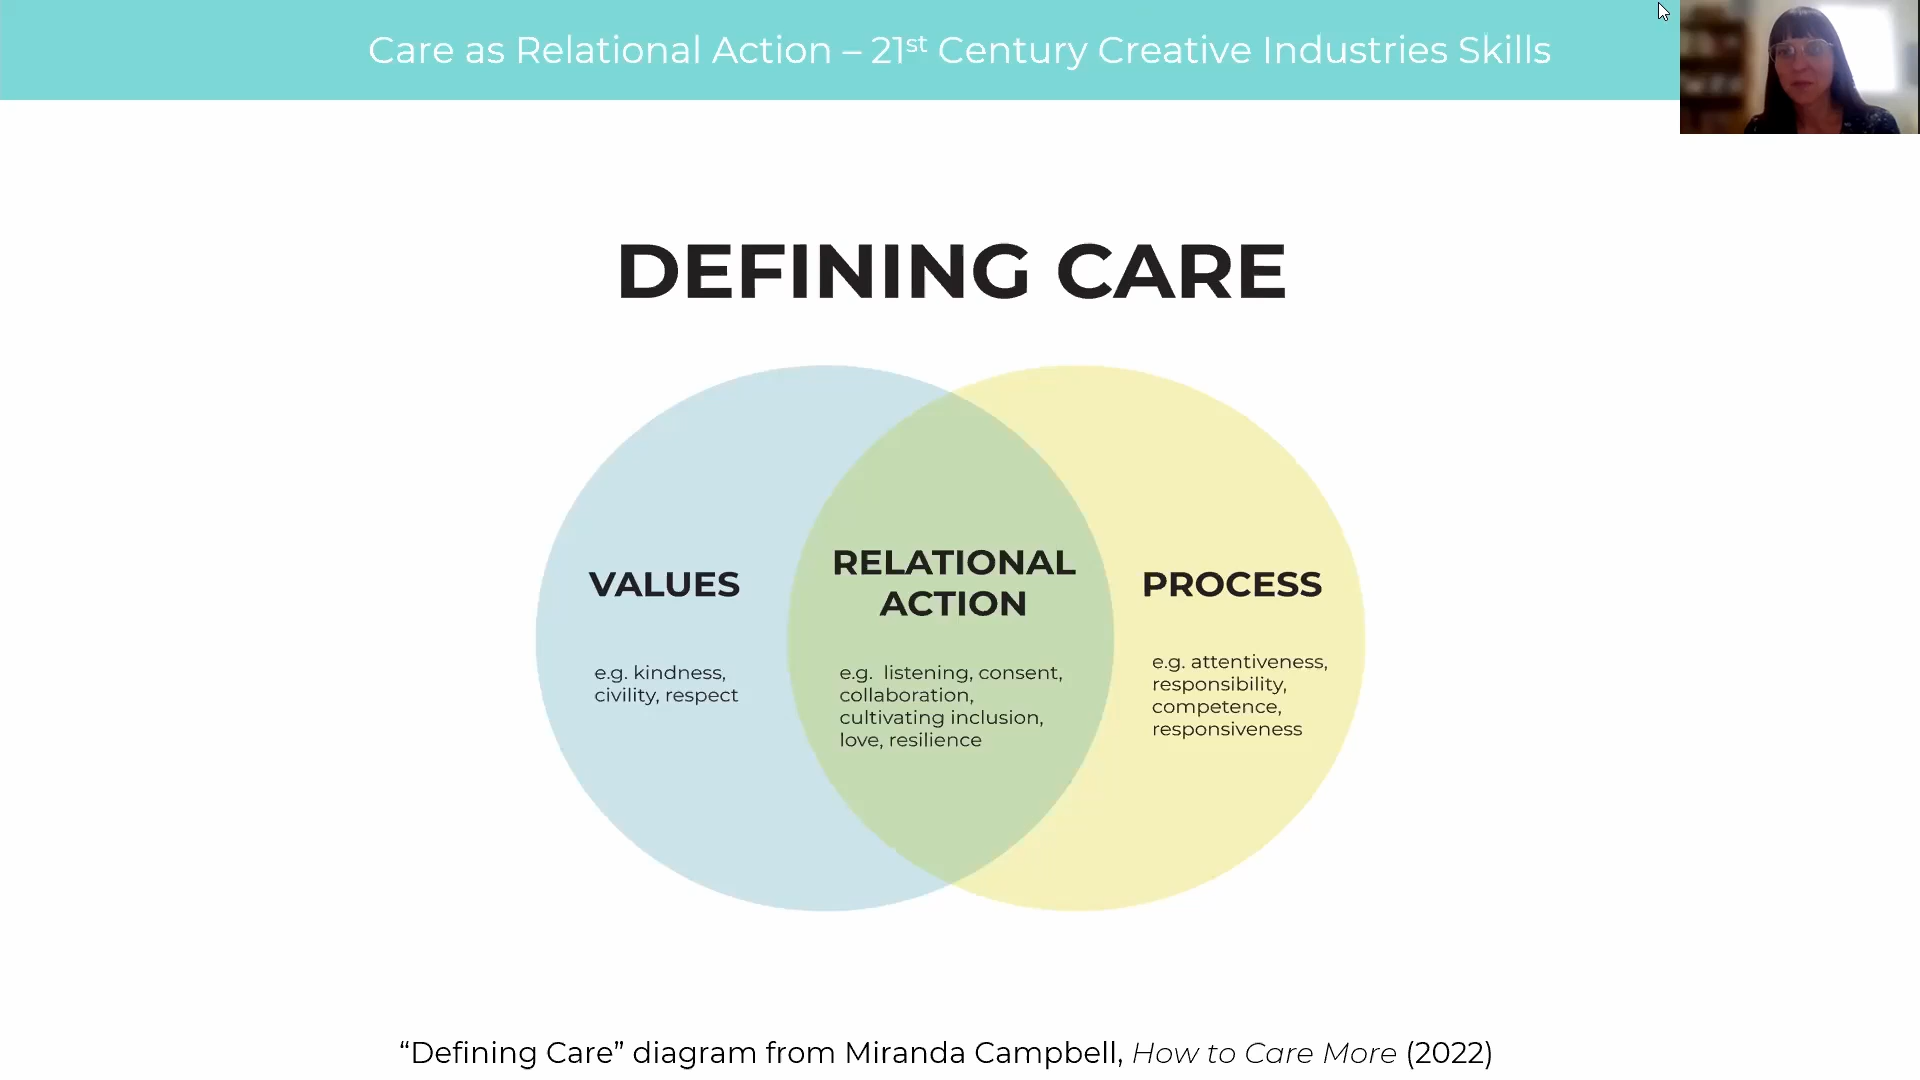 Care as Relational Action – 21st Century Creative Industries Skills
DEFINING CARE
VALUES
e.g. kindness,
civility, respect
RELATIONAL
ACTION
e.g. listening, consent,
collaboration,
cultivating inclusion,
love, resilience
PROCESS
e.g. attentiveness,
responsibility,
competence,
responsiveness
“Defining Care” diagram from Miranda Campbell, How to Care More (2022)